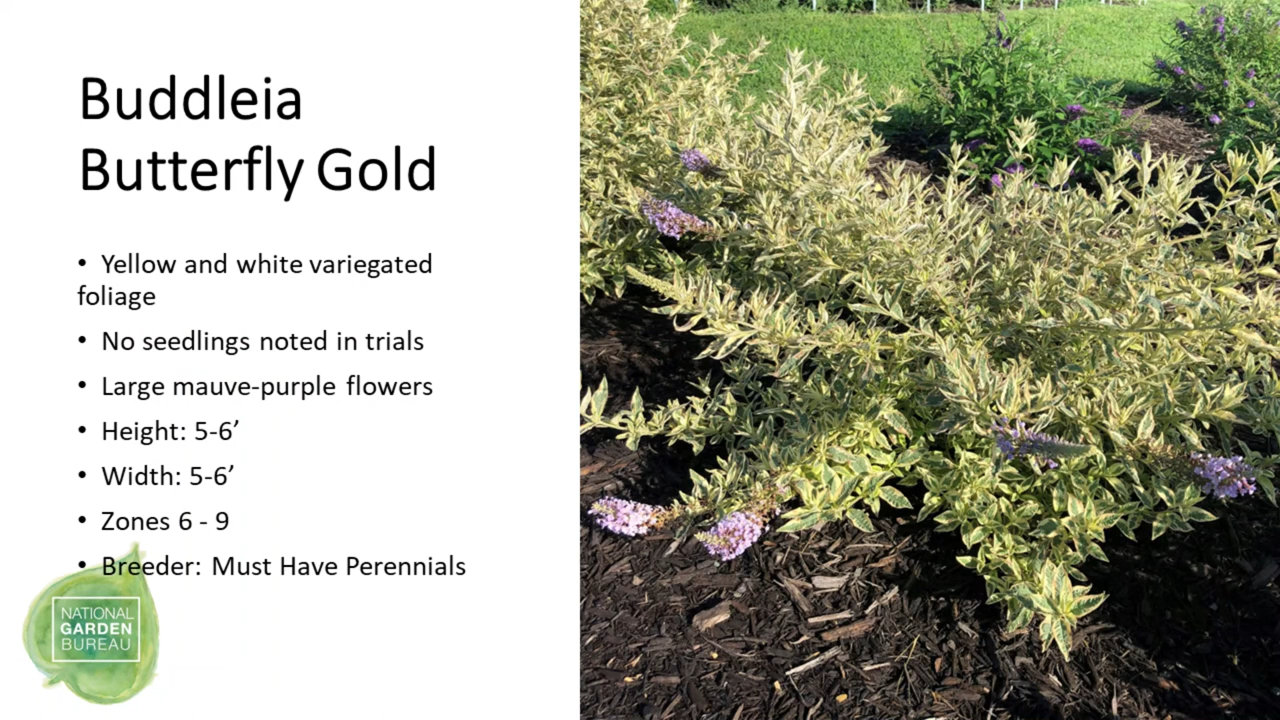 Buddleia
Butterfly Gold
• Yellow and white variegated
foliage
• No seedlings noted in trials
• Large mauve-purple flowers
• Height: 5-6’
• Width: 5-6’
• Zones 6 - 9
• Breeder: Must Have Perennials
NATIONAL
GARDEN
BUREAU